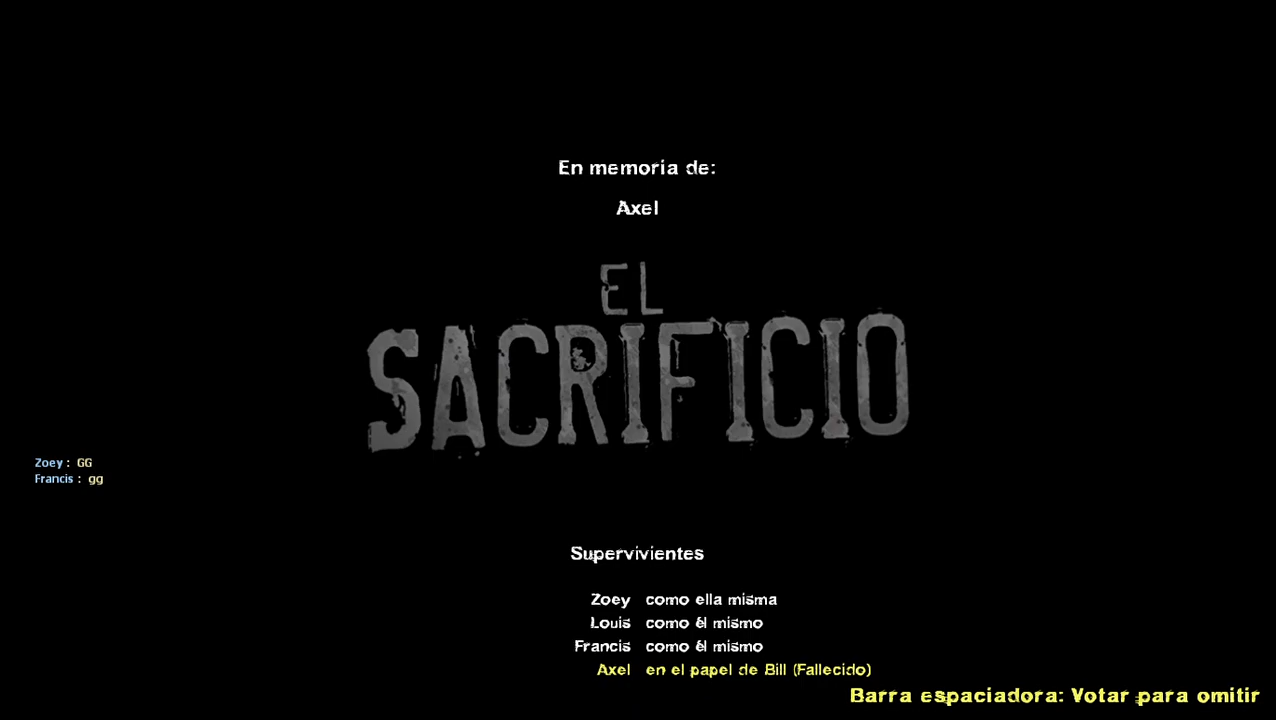 En memoria de:
Axel
EL
SACRIFICIO
Zoey : GG
Francis : gg
Supervivientes
Zoey como ella misma
Louis como él mismo
Francis como él mismo
Axel en el papel de Bill (Fallecido)
Barra espaciadora: Votar para omitir